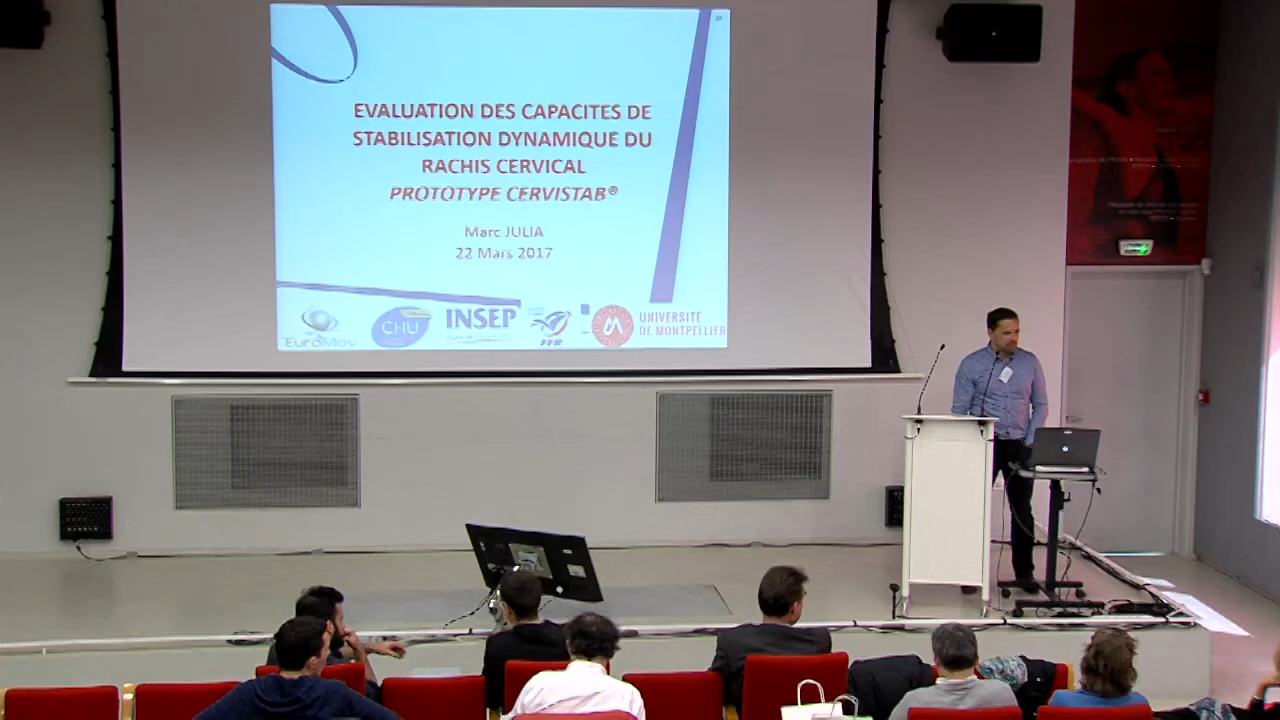 EVALUATION DES CAPACITES DE
STABILISATION DYNAMIQUE DU
RACHIS CERVICAL
PROTOTYPE CERVISTAB®
Marc JULIA
22 Mars 2017
EuroMov
CHU
INSEP
FFR
UNIVERSITÉ
DE MONTPELLIER